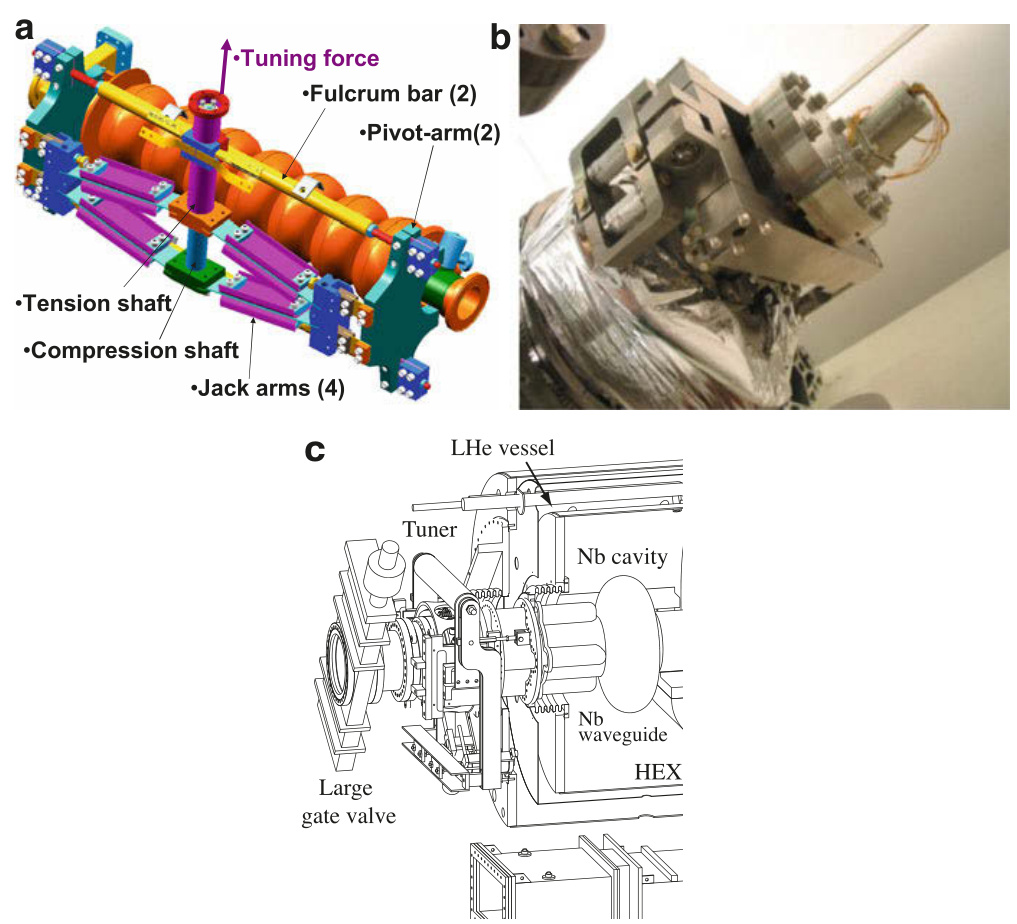 a
•Tuning force
•Fulcrum bar (2)
•Pivot-arm(2)
•Tension shaft
•Compression shaft
•Jack arms (4)
b
c
LHe vessel
Tuner
Nb cavity
Nb
waveguide
HEX
Large
gate valve